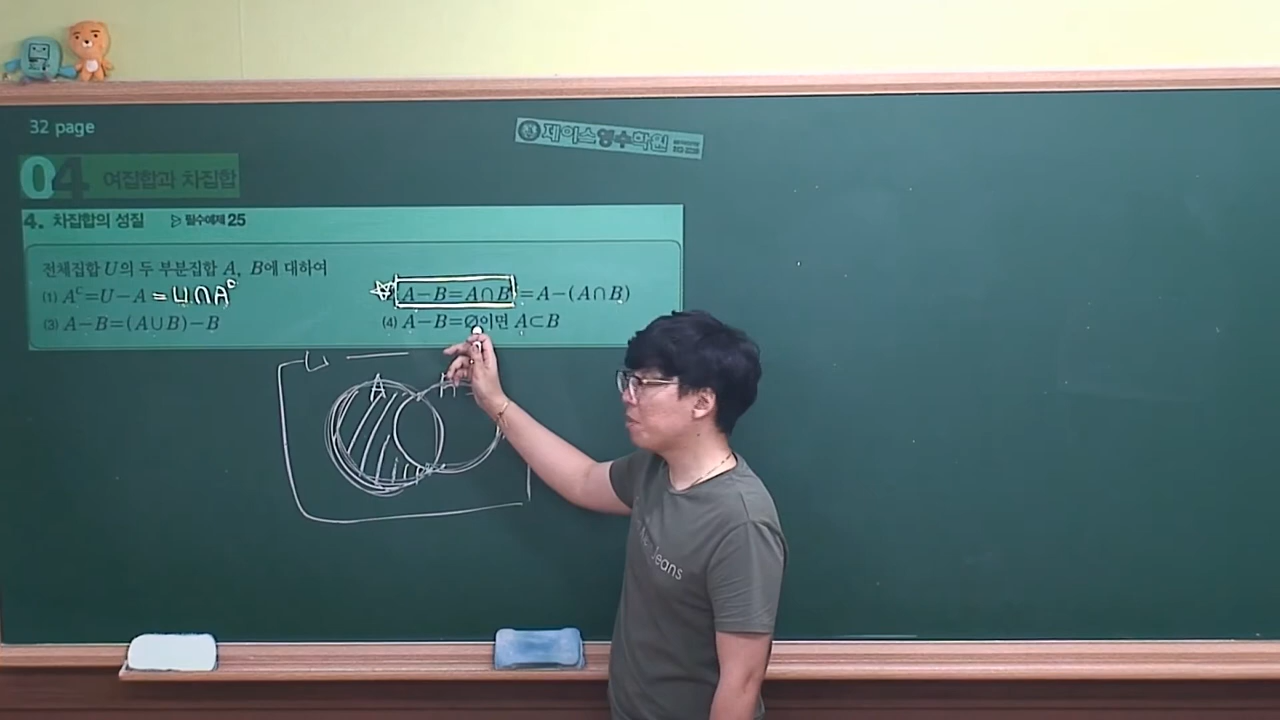 32 page
제이스영수학원
04 여집합과 차집합
4. 차집합의 성질 ▷ 필수예제 25
전체집합 U의 두 부분집합 A, B에 대하여
(1) Aᶜ=U−A =U∩Aᶜ
☆ A−B=A∩Bᶜ=A−(A∩B)
(3) A−B=(A∪B)−B
(4) A−B=∅이면 A⊂B
U
A
Jeans